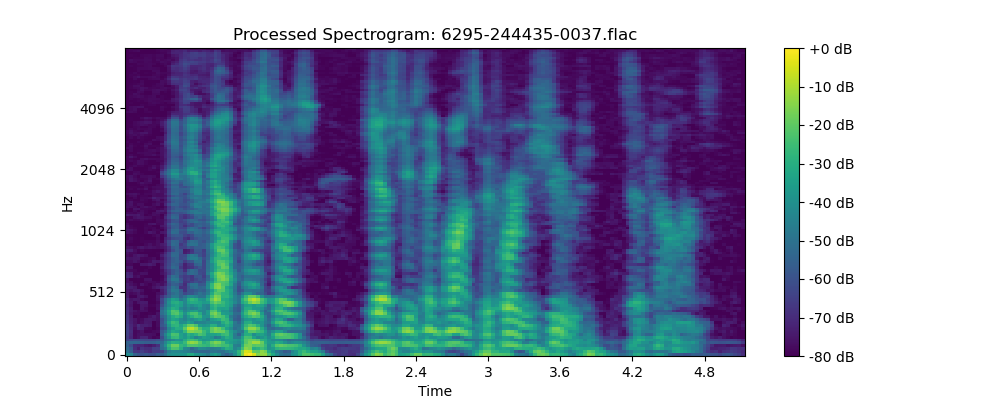 Processed Spectrogram: 6295-244435-0037.flac
Hz
4096
2048
1024
512
0
0 0.6 1.2 1.8 2.4 3 3.6 4.2 4.8
Time
+0 dB
-10 dB
-20 dB
-30 dB
-40 dB
-50 dB
-60 dB
-70 dB
-80 dB